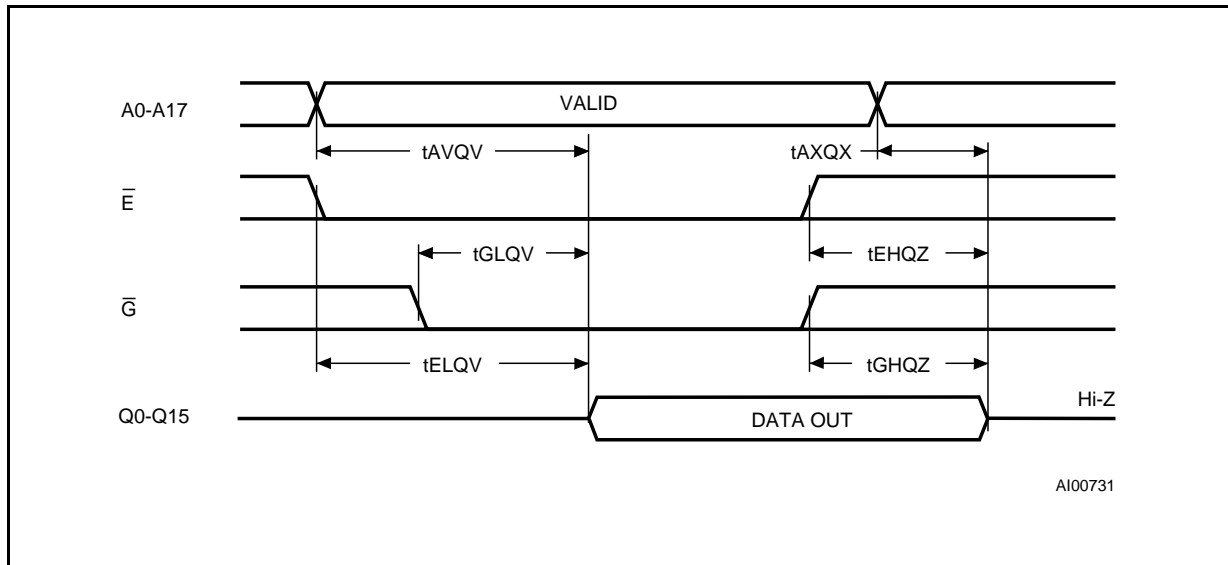 A0-A17
VALID
tAVQV
tAXQX
E̅
tGLQV
tEHQZ
G̅
tELQV
tGHQZ
Q0-Q15
DATA OUT
Hi-Z
AI00731